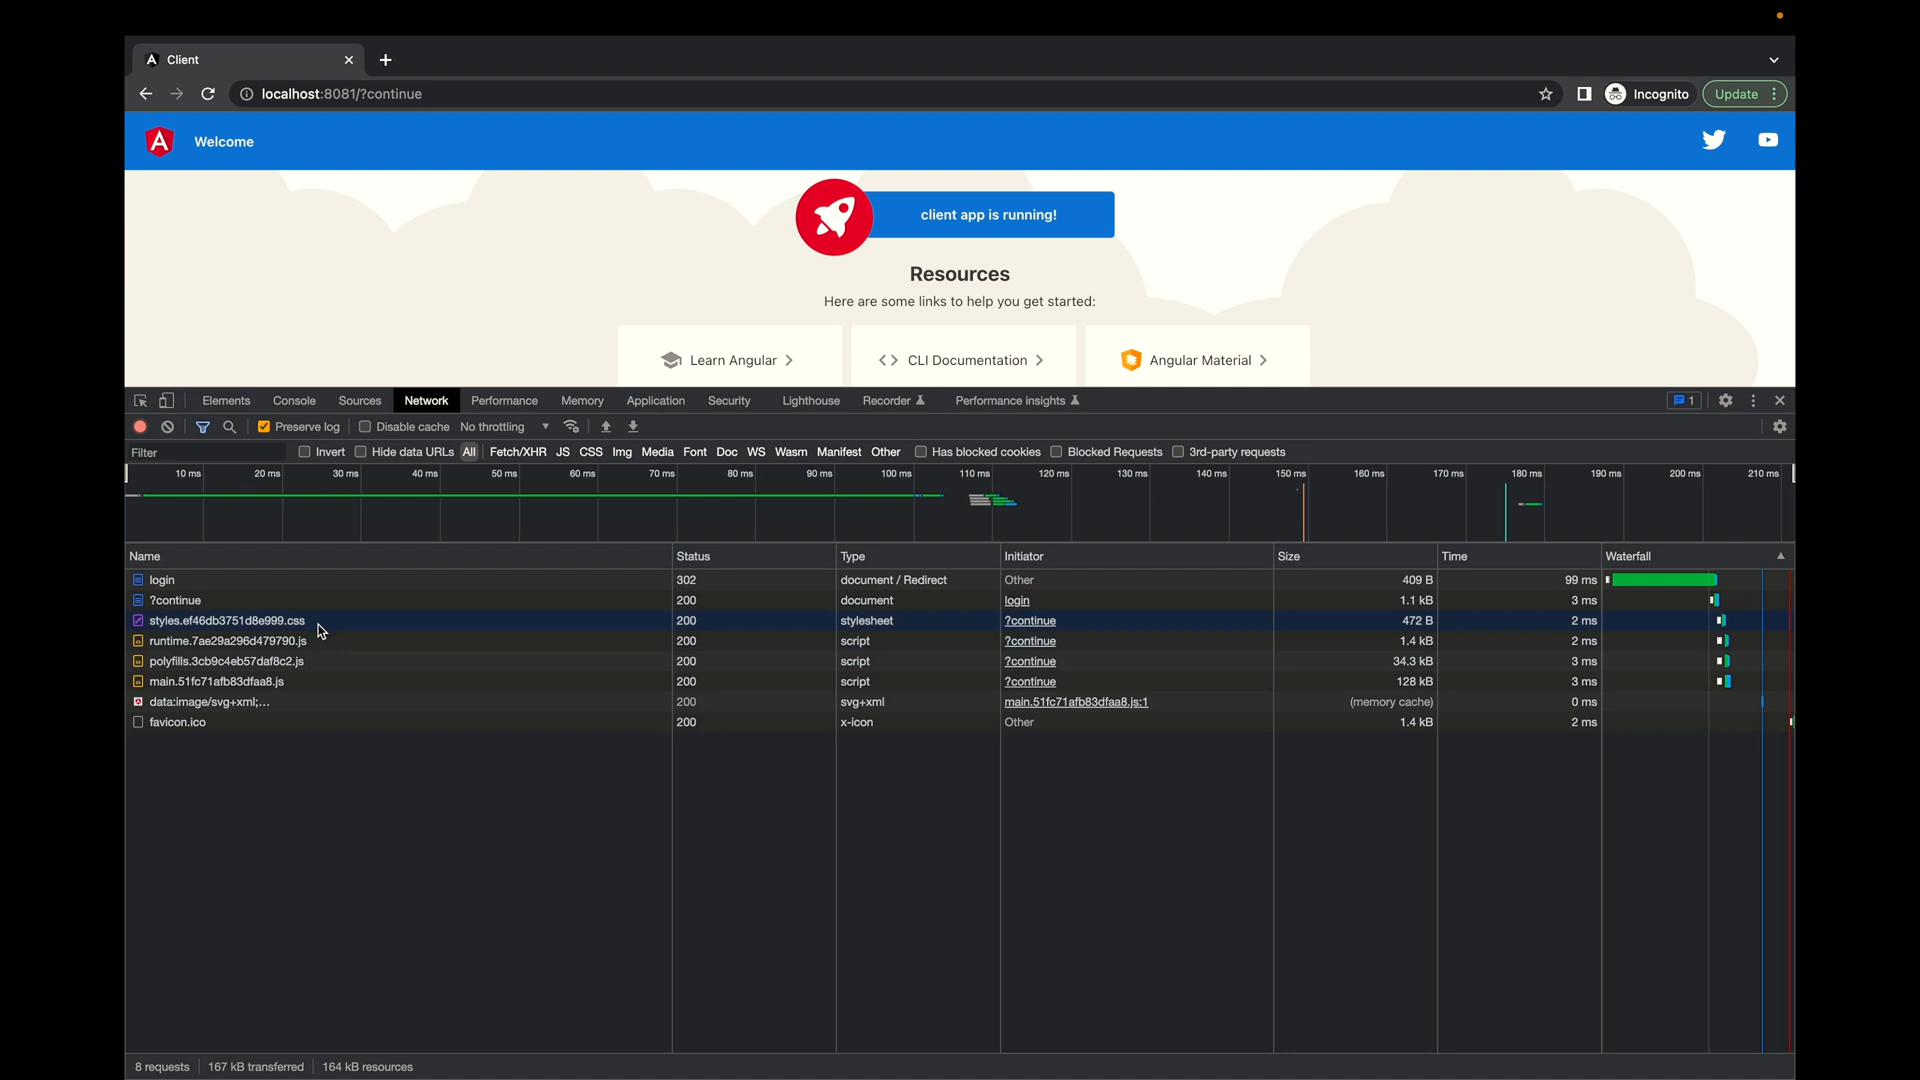 Client
localhost:8081/?continue
Incognito
Update
Welcome
client app is running!
Resources
Here are some links to help you get started:
Learn Angular
CLI Documentation
Angular Material
Elements Console Sources Network Performance Memory Application Security Lighthouse Recorder Performance insights 1
Preserve log Disable cache No throttling
Filter Invert Hide data URLs All Fetch/XHR JS CSS Img Media Font Doc WS Wasm Manifest Other Has blocked cookies Blocked Requests 3rd-party requests
10 ms 20 ms 30 ms 40 ms 50 ms 60 ms 70 ms 80 ms 90 ms 100 ms 110 ms 120 ms 130 ms 140 ms 150 ms 160 ms 170 ms 180 ms 190 ms 200 ms 210 ms
Name Status Type Initiator Size Time Waterfall
login 302 document / Redirect Other 409 B 99 ms
?continue 200 document login 1.1 kB 3 ms
styles.ef46db3751d8e999.css 200 stylesheet ?continue 472 B 2 ms
runtime.7ae29a296d479790.js 200 script ?continue 1.4 kB 2 ms
polyfills.3cb9c4eb57daf8c2.js 200 script ?continue 34.3 kB 3 ms
main.51fc71afb83dfaa8.js 200 script ?continue 128 kB 3 ms
data:image/svg+xml;... 200 svg+xml main.51fc71afb83dfaa8.js:1 (memory cache) 0 ms
favicon.ico 200 x-icon Other 1.4 kB 2 ms
8 requests 167 kB transferred 164 kB resources